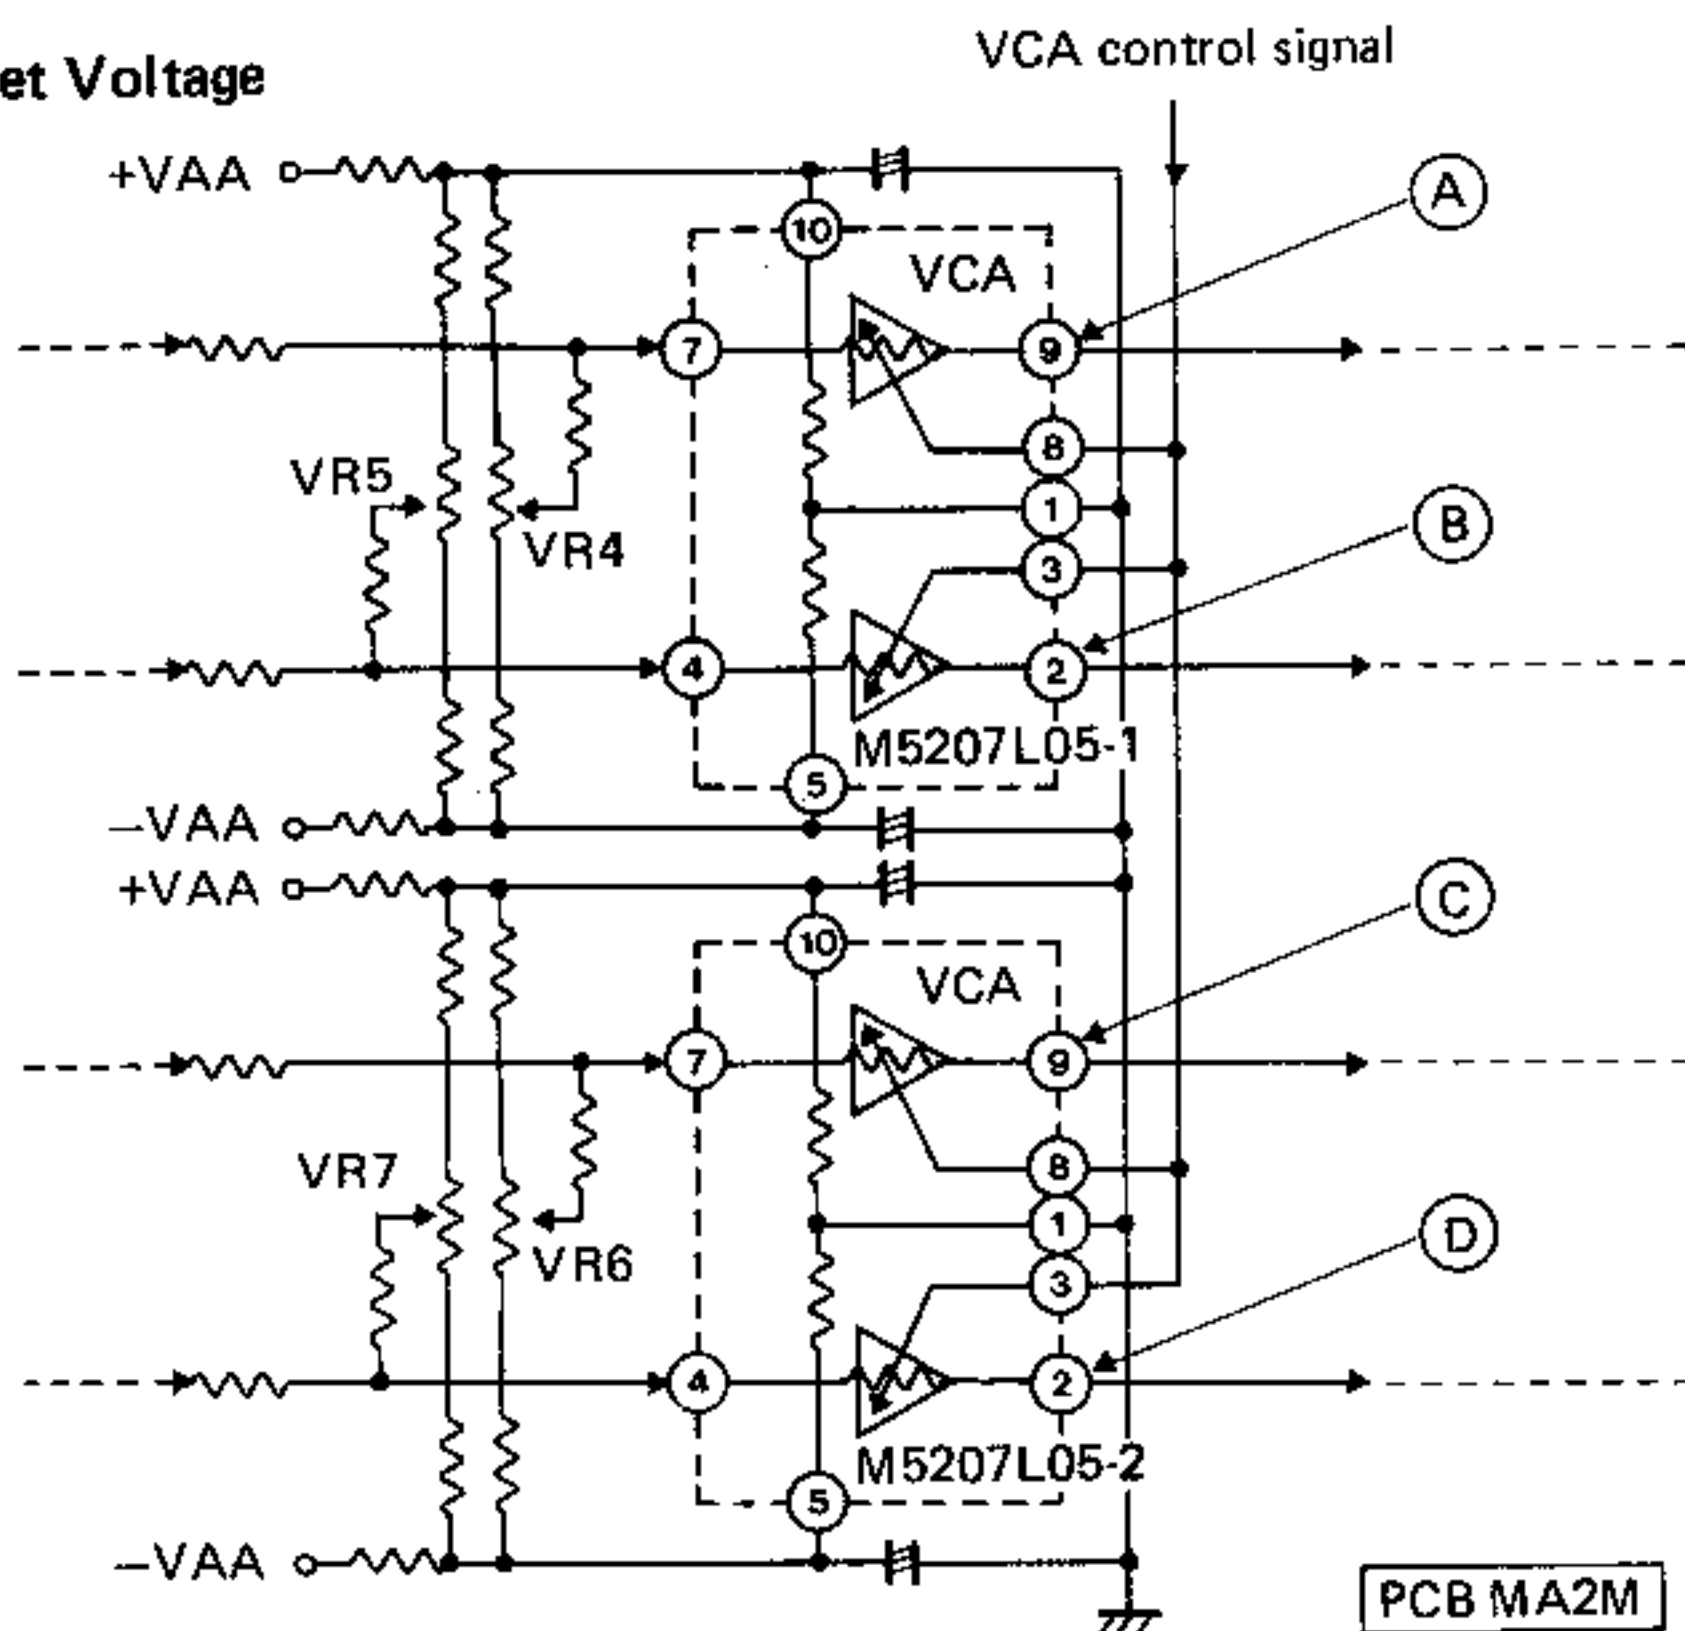 VCA control signal
et Voltage
+VAA
A
10
VCA
7
9
8
VR5
1
B
VR4
3
4
2
M5207L05-1
5
−VAA
+VAA
C
10
VCA
7
9
VR7
8
1
D
VR6
3
4
2
M5207L05-2
5
−VAA
PCB MA2M